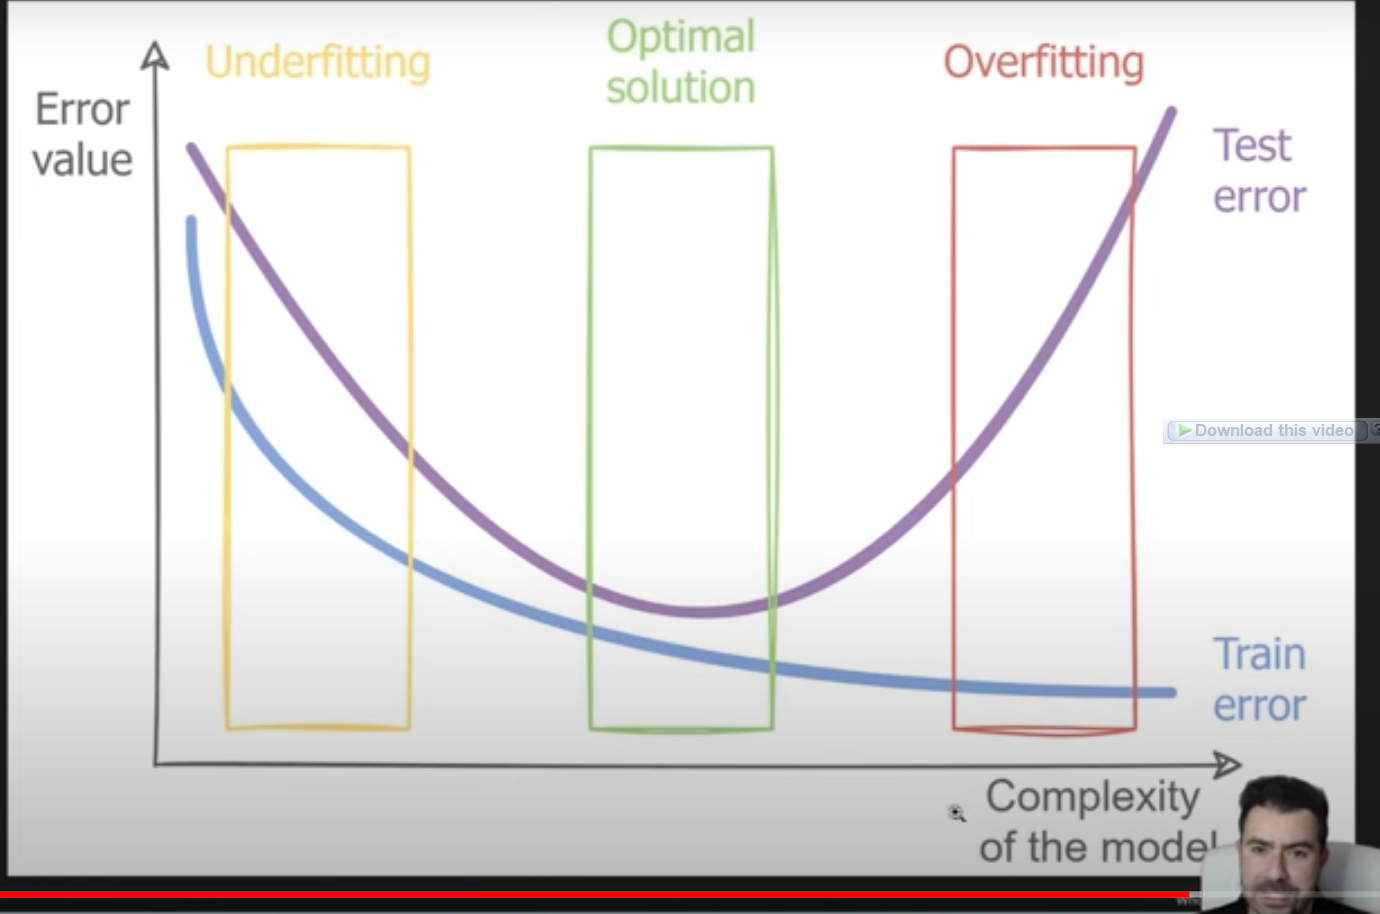 Underfitting
Optimal
solution
Overfitting
Error
value
Test
error
Download this video
?
Train
error
Complexity
of the model